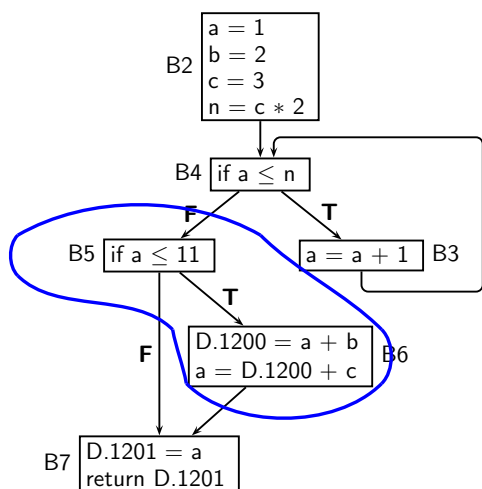 a = 1
b = 2
B2
c = 3
n = c ∗ 2
B4 if a ≤ n
F T
B5 if a ≤ 11
a = a + 1 B3
T
F
D.1200 = a + b
a = D.1200 + c
B6
B7
D.1201 = a
return D.1201